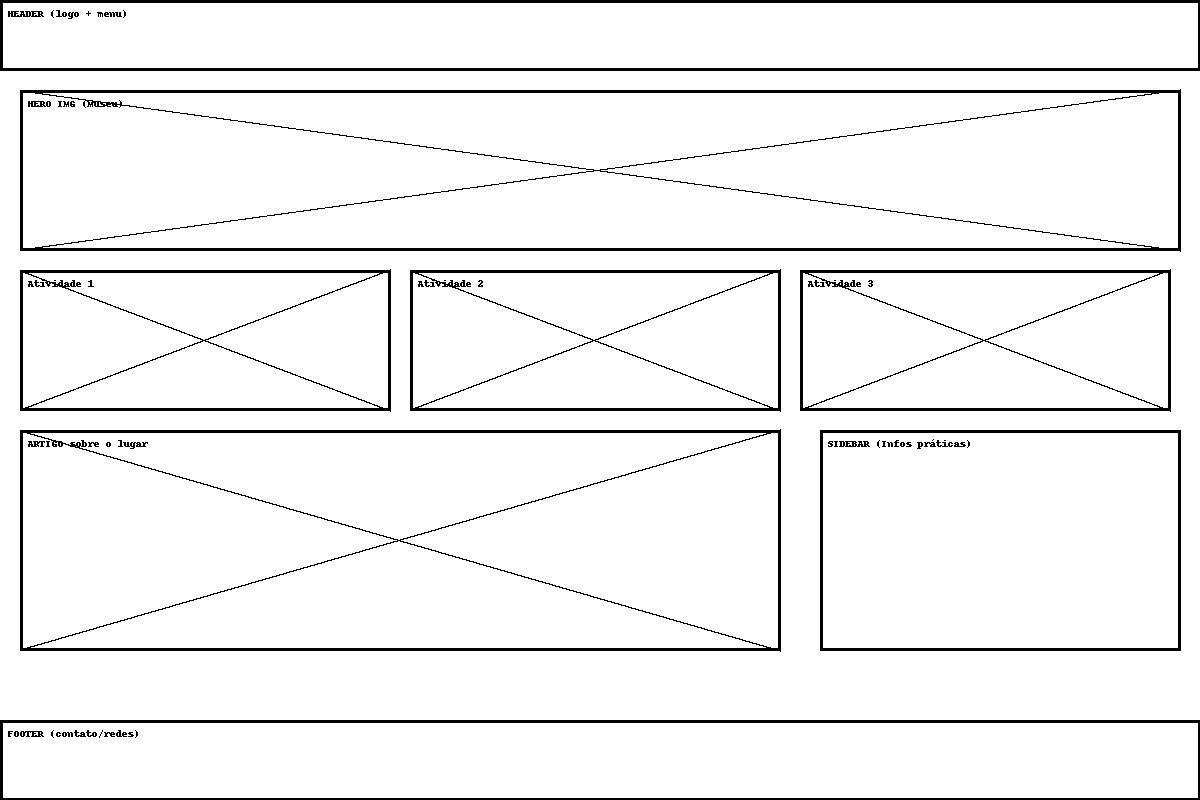 HEADER (logo + menu)
HERO IMG (Museu)
Atividade 1
Atividade 2
Atividade 3
ARTIGO sobre o lugar
SIDEBAR (Infos práticas)
FOOTER (contato/redes)